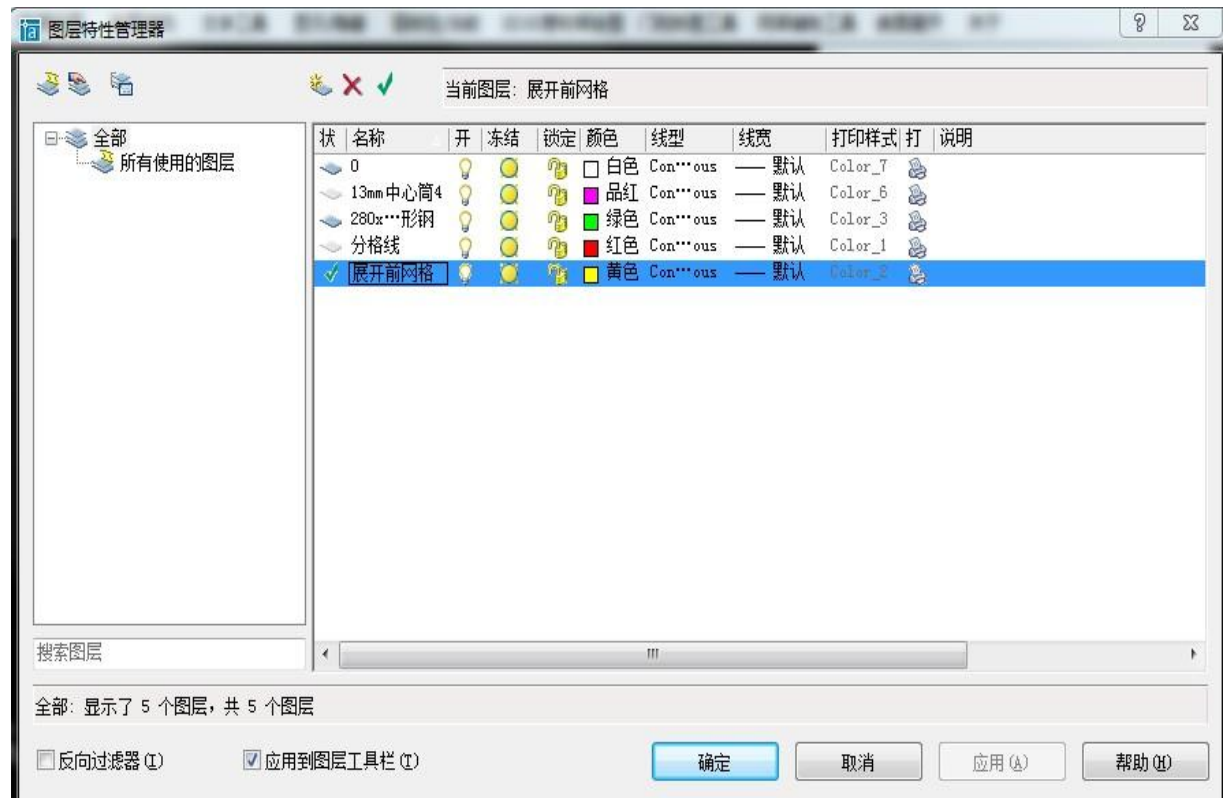 图层特性管理器
当前图层: 展开前网格
全部
所有使用的图层
状 名称 开 冻结 锁定 颜色 线型 线宽 打印样式 打 说明
0 白色 Con···ous 默认 Color_7
13mm中心筒4 品红 Con···ous 默认 Color_6
280x···形钢 绿色 Con···ous 默认 Color_3
分格线 红色 Con···ous 默认 Color_1
展开前网格 黄色 Con···ous 默认 Color_2
搜索图层
全部: 显示了 5 个图层，共 5 个图层
反向过滤器(I) 应用到图层工具栏(T) 确定 取消 应用(A) 帮助(H)